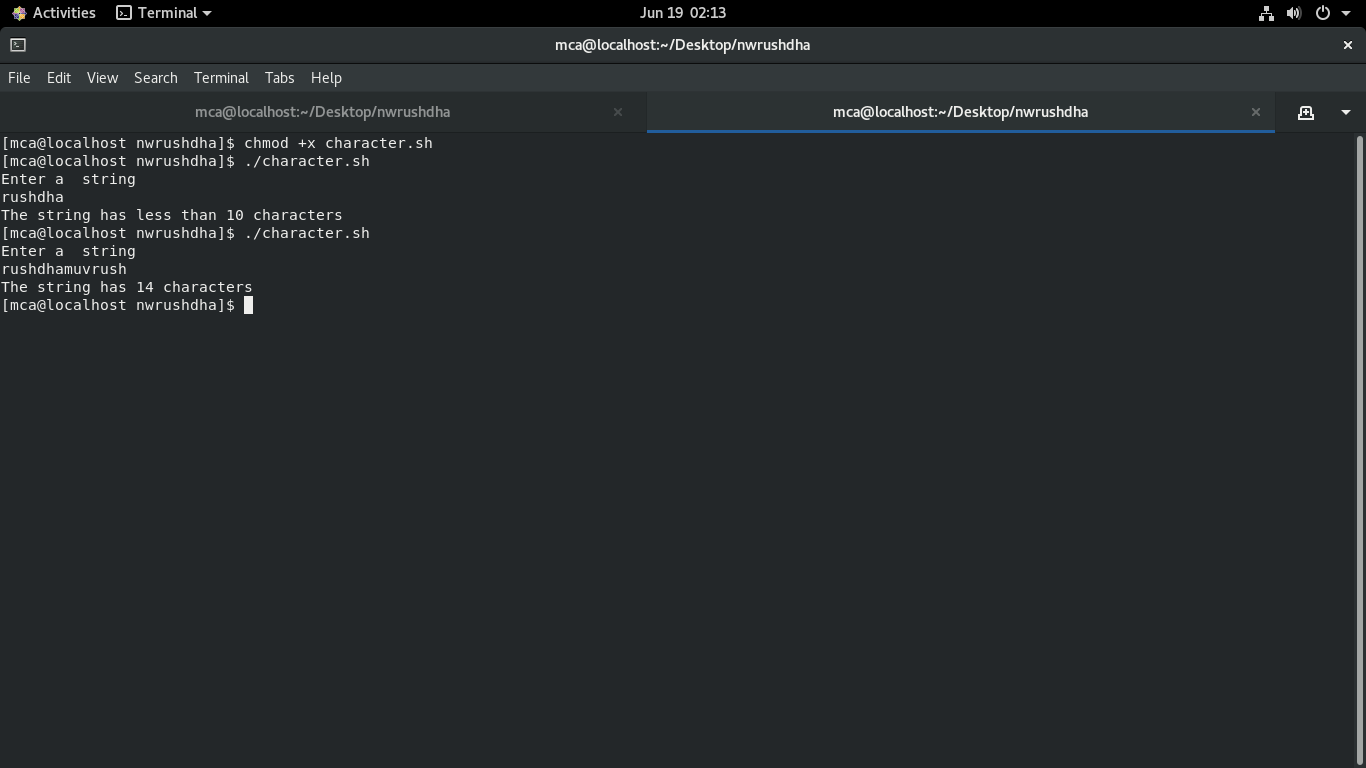 Activities Terminal Jun 19 02:13
mca@localhost:~/Desktop/nwrushdha
File Edit View Search Terminal Tabs Help
mca@localhost:~/Desktop/nwrushdha mca@localhost:~/Desktop/nwrushdha
[mca@localhost nwrushdha]$ chmod +x character.sh
[mca@localhost nwrushdha]$ ./character.sh
Enter a  string
rushdha
The string has less than 10 characters
[mca@localhost nwrushdha]$ ./character.sh
Enter a  string
rushdhamuvrush
The string has 14 characters
[mca@localhost nwrushdha]$